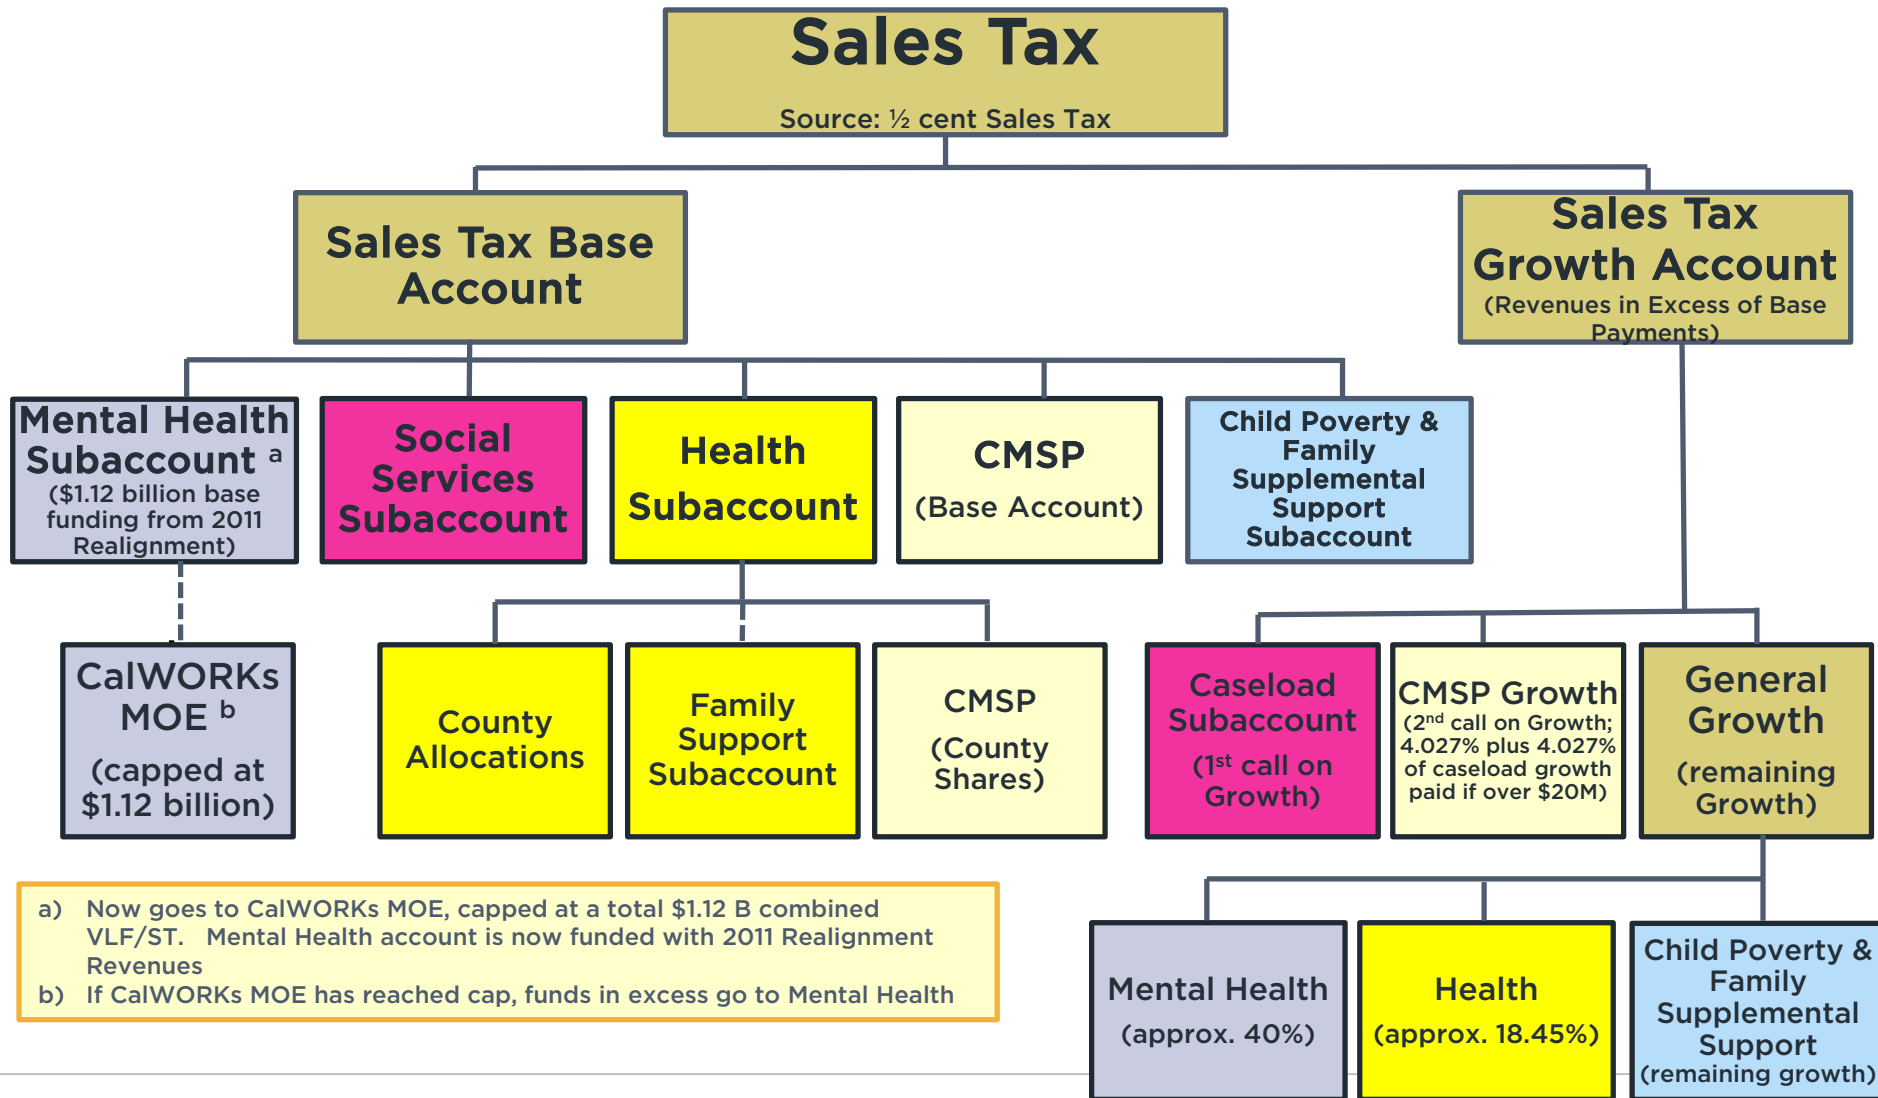 Sales Tax
Source: ½ cent Sales Tax
Sales Tax Base
Account
Sales Tax
Growth Account
(Revenues in Excess of Base
Payments)
Mental Health
Subaccount a
($1.12 billion base
funding from 2011
Realignment)
Social
Services
Subaccount
Health
Subaccount
CMSP
(Base Account)
Child Poverty &
Family
Supplemental
Support
Subaccount
CalWORKs
MOE b
(capped at
$1.12 billion)
County
Allocations
Family
Support
Subaccount
CMSP
(County
Shares)
Caseload
Subaccount
(1st call on
Growth)
CMSP Growth
(2nd call on Growth;
4.027% plus 4.027%
of caseload growth
paid if over $20M)
General
Growth
(remaining
Growth)
a) Now goes to CalWORKs MOE, capped at a total $1.12 B combined
VLF/ST. Mental Health account is now funded with 2011 Realignment
Revenues
b) If CalWORKs MOE has reached cap, funds in excess go to Mental Health
Mental Health
(approx. 40%)
Health
(approx. 18.45%)
Child Poverty &
Family
Supplemental
Support
(remaining growth)